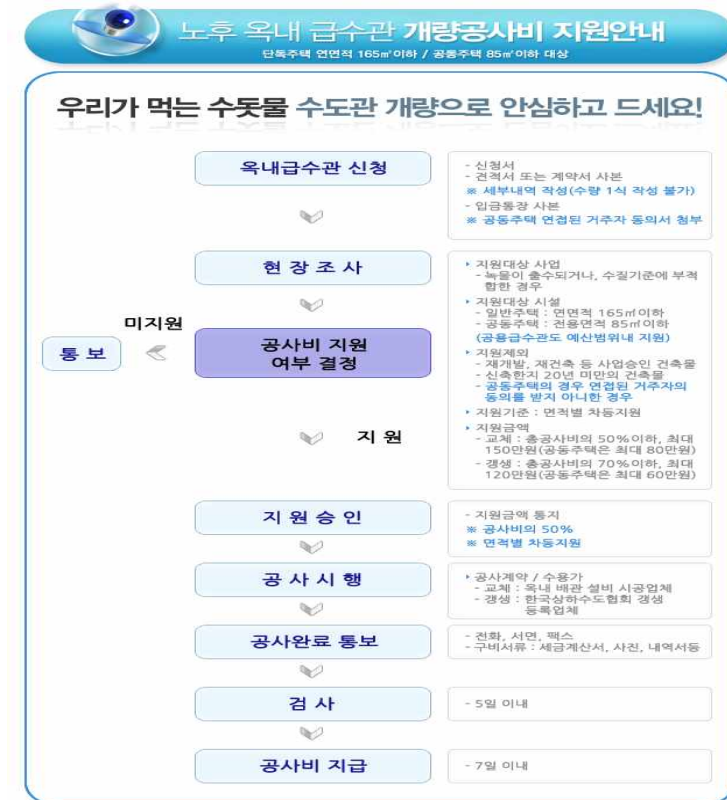 노후 옥내 급수관 개량공사비 지원안내
단독주택 연면적 165㎡이하 / 공동주택 85㎡이하 대상
우리가 먹는 수돗물 수도관 개량으로 안심하고 드세요!
옥내급수관 신청
- 신청서
- 견적서 또는 계약서 사본
※ 세부내역 작성(수량 1식 작성 불가)
- 입금통장 사본
※ 공동주택 연접된 거주자 동의서 첨부
현 장 조 사
미지원
통 보
공사비 지원
여부 결정
지 원
‣ 지원대상 사업
- 녹물이 출수되거나, 수질기준에 부적
합한 경우
‣ 지원대상 시설
- 일반주택 : 연면적 165㎡이하
- 공동주택 : 전용면적 85㎡이하
(공용급수관도 예산범위내 지원)
‣ 지원제외
- 재개발, 재건축 등 사업승인 건축물
- 신축한지 20년 미만의 건축물
- 공동주택의 경우 연접된 거주자의
동의를 받지 아니한 경우
‣ 지원기준 : 면적별 차등지원
‣ 지원금액
- 교체 : 총공사비의 50%이하, 최대
150만원(공동주택은 최대 80만원)
- 갱생 : 총공사비의 70%이하, 최대
120만원(공동주택은 최대 60만원)
지 원 승 인
- 지원금액 통지
※ 공사비의 50%
※ 면적별 차등지원
공 사 시 행
‣ 공사계약 / 수용가
- 교체 : 옥내 배관 설비 시공업체
- 갱생 : 한국상하수도협회 갱생
등록업체
공사완료 통보
- 전화, 서면, 팩스
- 구비서류 : 세금계산서, 사진, 내역서등
검 사
- 5일 이내
공사비 지급
- 7일 이내